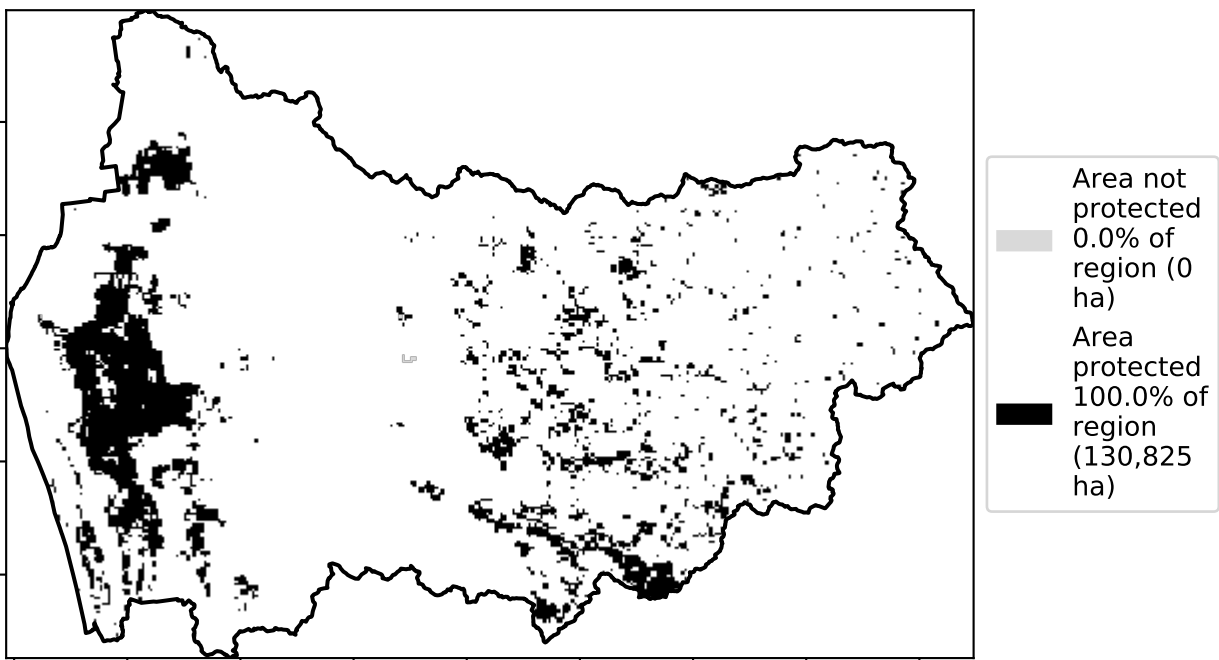 Area not
protected
0.0% of
region (0
ha)
Area
protected
100.0% of
region
(130,825
ha)